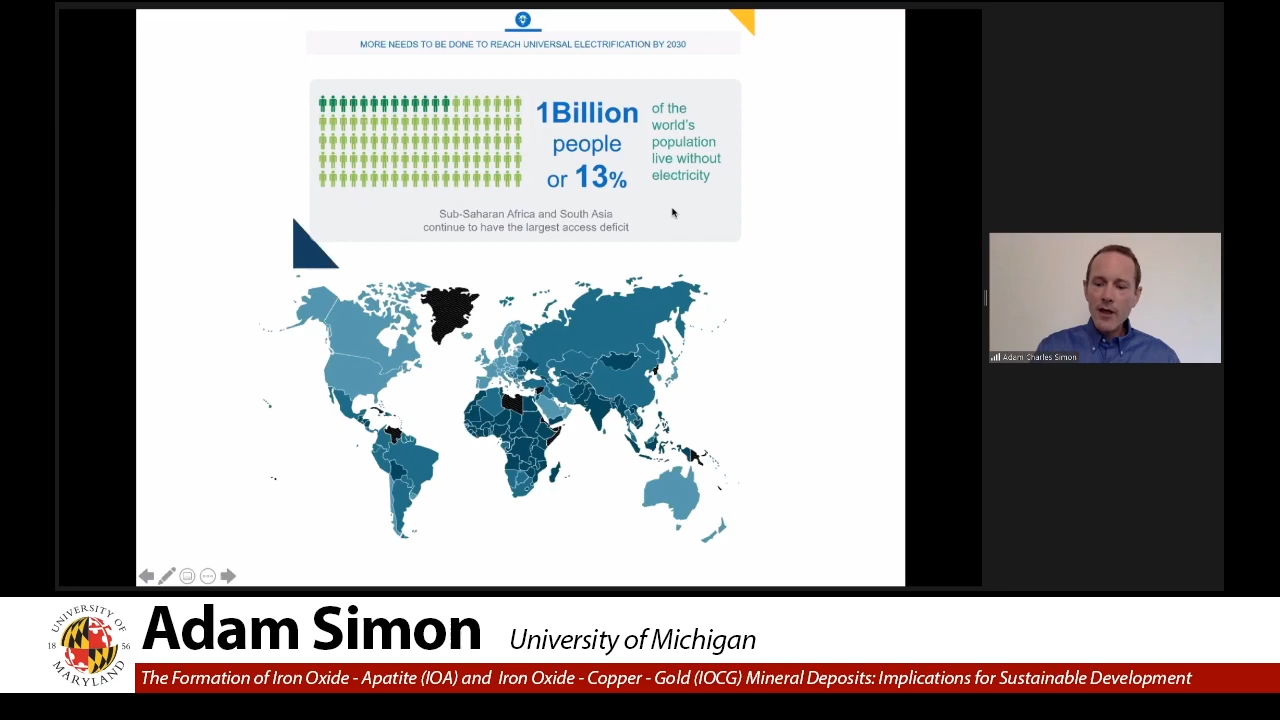 MORE NEEDS TO BE DONE TO REACH UNIVERSAL ELECTRIFICATION BY 2030
1Billion
people
or 13%
of the
world's
population
live without
electricity
Sub-Saharan Africa and South Asia
continue to have the largest access deficit
Adam Charles Simon
UNIVERSITY OF
18 56
MARYLAND
Adam Simon University of Michigan
The Formation of Iron Oxide - Apatite (IOA) and Iron Oxide - Copper - Gold (IOCG) Mineral Deposits: Implications for Sustainable Development